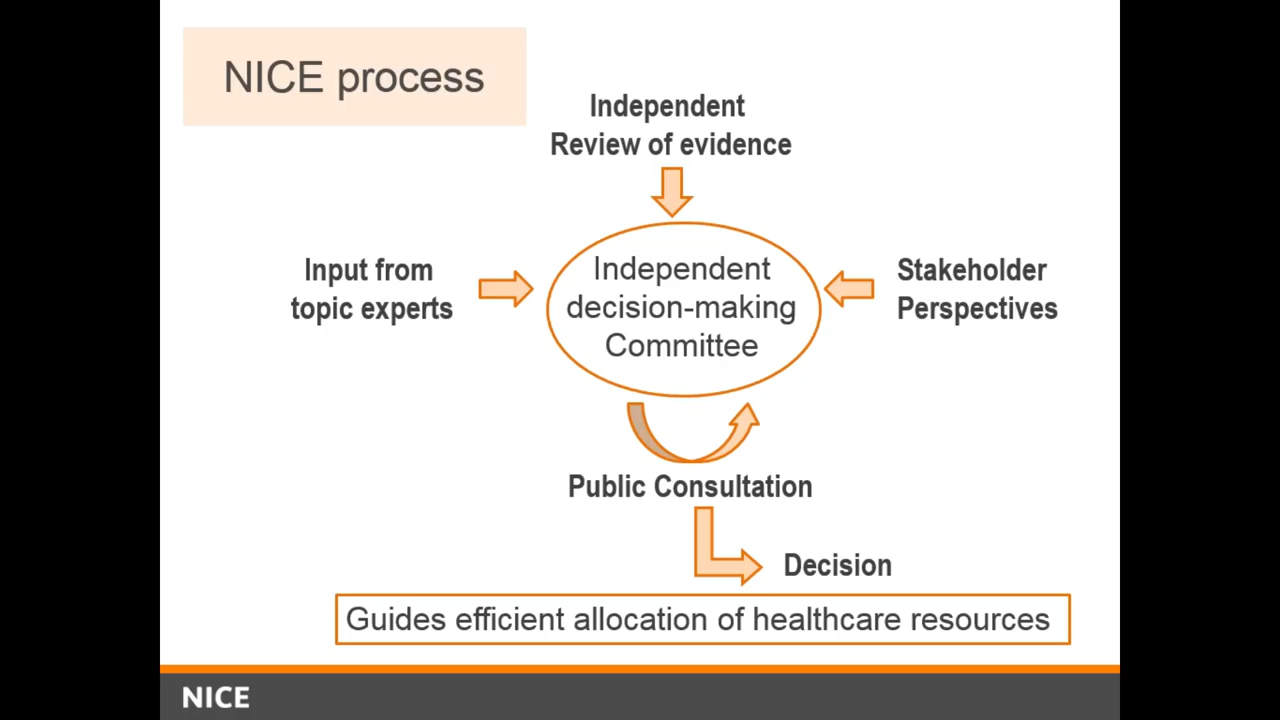 NICE process
Independent
Review of evidence
Input from
topic experts
Independent
decision-making
Committee
Stakeholder
Perspectives
Public Consultation
Decision
Guides efficient allocation of healthcare resources
NICE